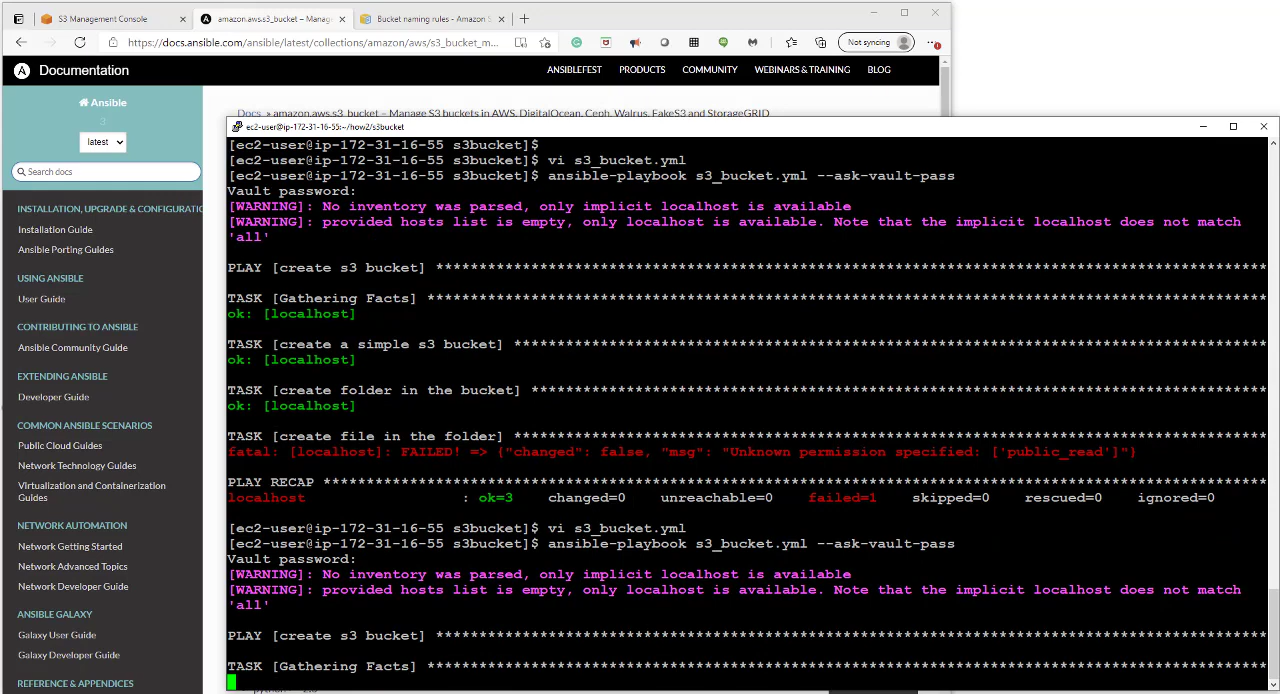 S3 Management Console
amazon.aws.s3_bucket – Manage
Bucket naming rules - Amazon S
https://docs.ansible.com/ansible/latest/collections/amazon/aws/s3_bucket_m...
Not syncing
A Documentation
ANSIBLEFEST PRODUCTS COMMUNITY WEBINARS & TRAINING BLOG
Ansible
3
latest
Search docs
INSTALLATION, UPGRADE & CONFIGURATIO
Installation Guide
Ansible Porting Guides
USING ANSIBLE
User Guide
CONTRIBUTING TO ANSIBLE
Ansible Community Guide
EXTENDING ANSIBLE
Developer Guide
COMMON ANSIBLE SCENARIOS
Public Cloud Guides
Network Technology Guides
Virtualization and Containerization
Guides
NETWORK AUTOMATION
Network Getting Started
Network Advanced Topics
Network Developer Guide
ANSIBLE GALAXY
Galaxy User Guide
Galaxy Developer Guide
REFERENCE & APPENDICES
Docs » amazon.aws.s3_bucket – Manage S3 buckets in AWS, DigitalOcean, Ceph, Walrus, FakeS3 and StorageGRID
ec2-user@ip-172-31-16-55:~/how2/s3bucket
[ec2-user@ip-172-31-16-55 s3bucket]$
[ec2-user@ip-172-31-16-55 s3bucket]$ vi s3_bucket.yml
[ec2-user@ip-172-31-16-55 s3bucket]$ ansible-playbook s3_bucket.yml --ask-vault-pass
Vault password:
[WARNING]: No inventory was parsed, only implicit localhost is available
[WARNING]: provided hosts list is empty, only localhost is available. Note that the implicit localhost does not match
'all'
PLAY [create s3 bucket] ************************************************************************************************
TASK [Gathering Facts] *************************************************************************************************
ok: [localhost]
TASK [create a simple s3 bucket] ***************************************************************************************
ok: [localhost]
TASK [create folder in the bucket] *************************************************************************************
ok: [localhost]
TASK [create file in the folder] ***************************************************************************************
fatal: [localhost]: FAILED! => {"changed": false, "msg": "Unknown permission specified: ['public_read']"}
PLAY RECAP *************************************************************************************************************
localhost : ok=3 changed=0 unreachable=0 failed=1 skipped=0 rescued=0 ignored=0
[ec2-user@ip-172-31-16-55 s3bucket]$ vi s3_bucket.yml
[ec2-user@ip-172-31-16-55 s3bucket]$ ansible-playbook s3_bucket.yml --ask-vault-pass
Vault password:
[WARNING]: No inventory was parsed, only implicit localhost is available
[WARNING]: provided hosts list is empty, only localhost is available. Note that the implicit localhost does not match
'all'
PLAY [create s3 bucket] ************************************************************************************************
TASK [Gathering Facts] *************************************************************************************************